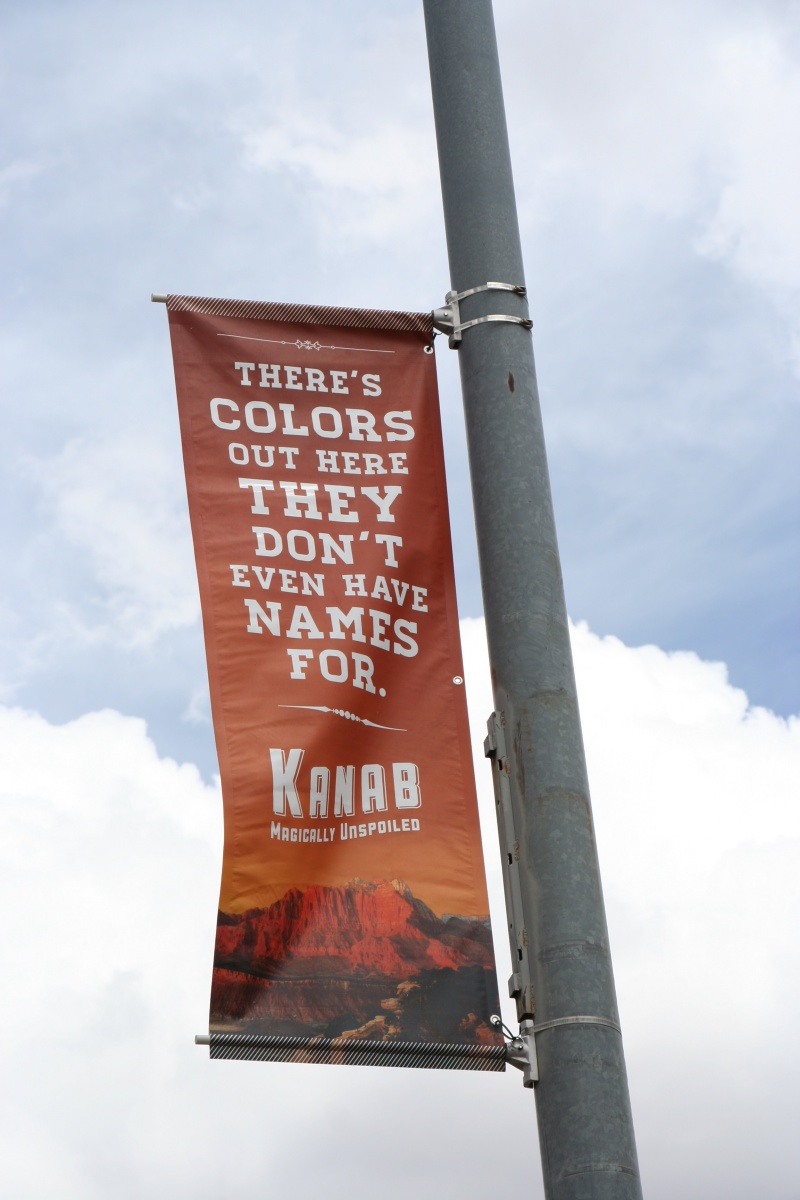 THERE'S
COLORS
OUT HERE
THEY
DON'T
EVEN HAVE
NAMES
FOR.
KANAB
MAGICALLY UNSPOILED